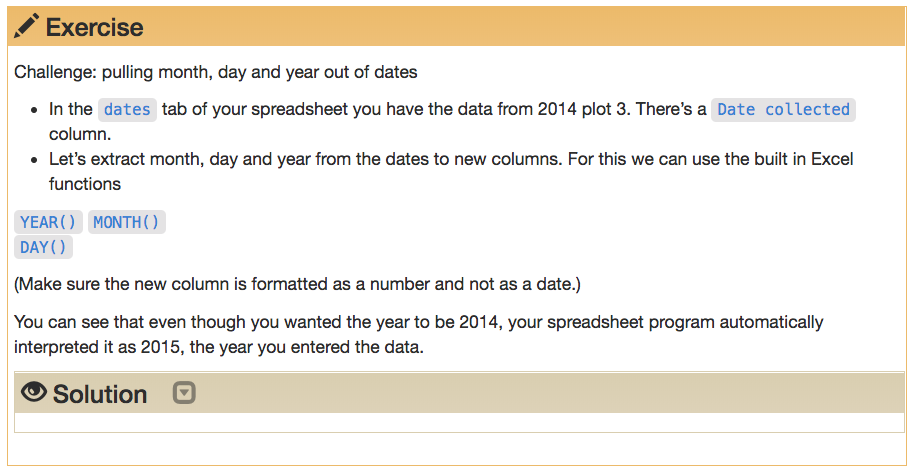 Exercise
Challenge: pulling month, day and year out of dates
• In the dates tab of your spreadsheet you have the data from 2014 plot 3. There’s a Date collected
column.
• Let’s extract month, day and year from the dates to new columns. For this we can use the built in Excel
functions
YEAR() MONTH()
DAY()
(Make sure the new column is formatted as a number and not as a date.)
You can see that even though you wanted the year to be 2014, your spreadsheet program automatically
interpreted it as 2015, the year you entered the data.
Solution